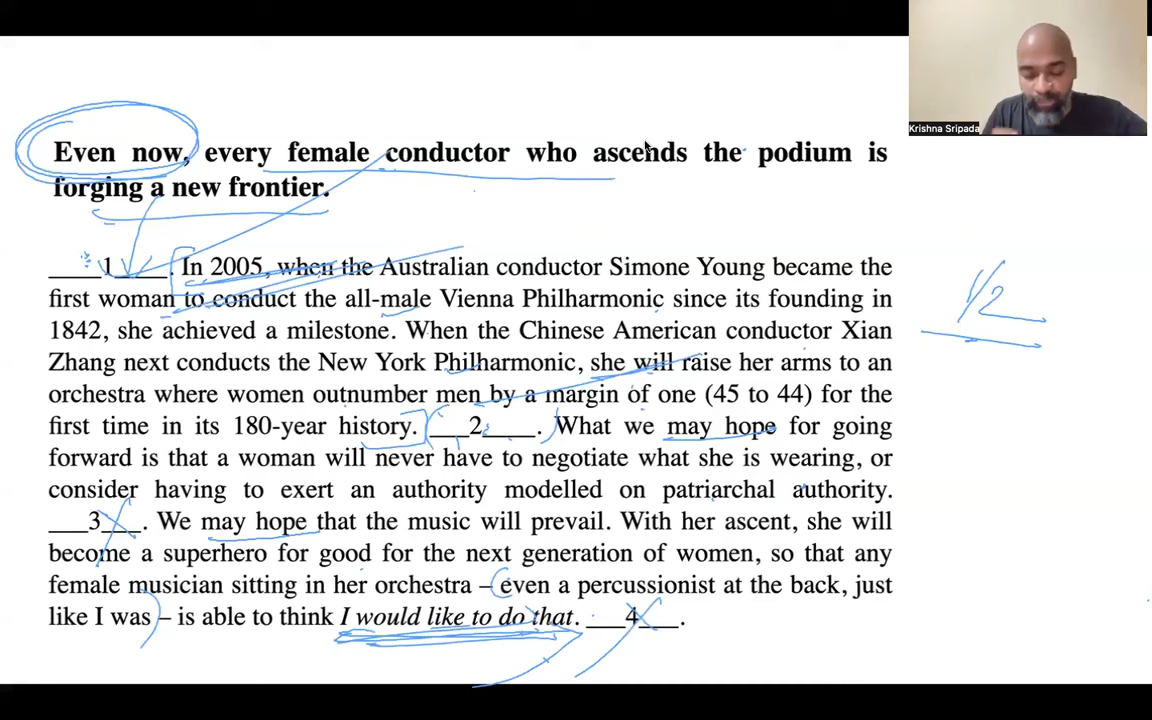 Krishna Sripada
Even now, every female conductor who ascends the podium is
forging a new frontier.
____1____. In 2005, when the Australian conductor Simone Young became the
first woman to conduct the all-male Vienna Philharmonic since its founding in
1842, she achieved a milestone. When the Chinese American conductor Xian
Zhang next conducts the New York Philharmonic, she will raise her arms to an
orchestra where women outnumber men by a margin of one (45 to 44) for the
first time in its 180-year history. ___2____. What we may hope for going
forward is that a woman will never have to negotiate what she is wearing, or
consider having to exert an authority modelled on patriarchal authority.
___3___. We may hope that the music will prevail. With her ascent, she will
become a superhero for good for the next generation of women, so that any
female musician sitting in her orchestra – even a percussionist at the back, just
like I was – is able to think I would like to do that. ___4___.
1/2